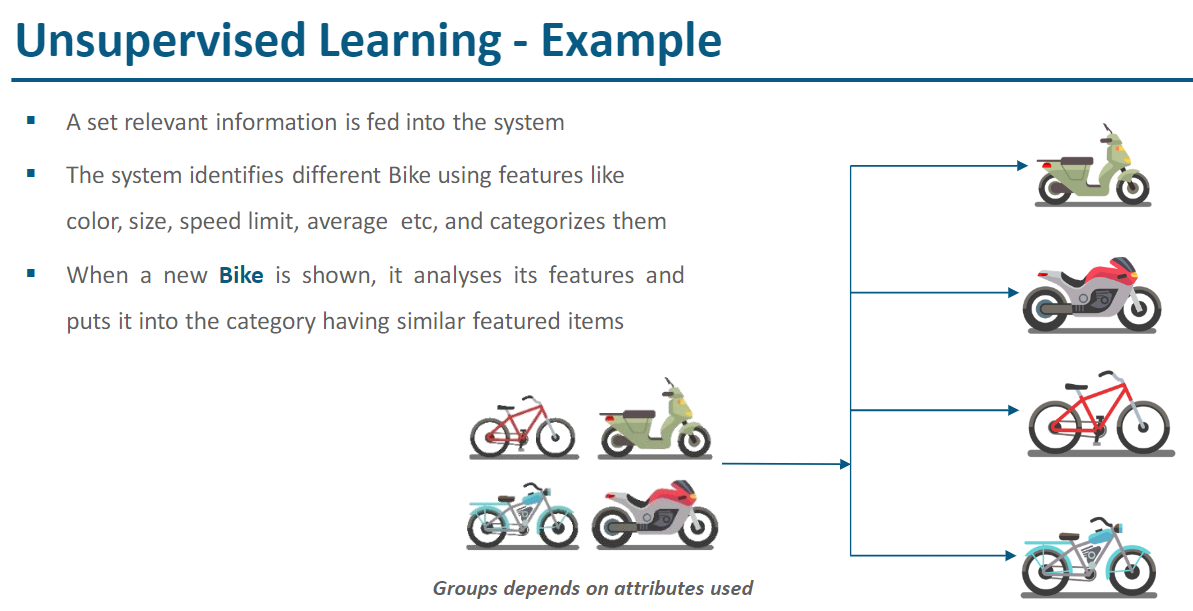 Unsupervised Learning - Example
▪ A set relevant information is fed into the system
▪ The system identifies different Bike using features like
color, size, speed limit, average etc, and categorizes them
▪ When a new Bike is shown, it analyses its features and
puts it into the category having similar featured items
Groups depends on attributes used